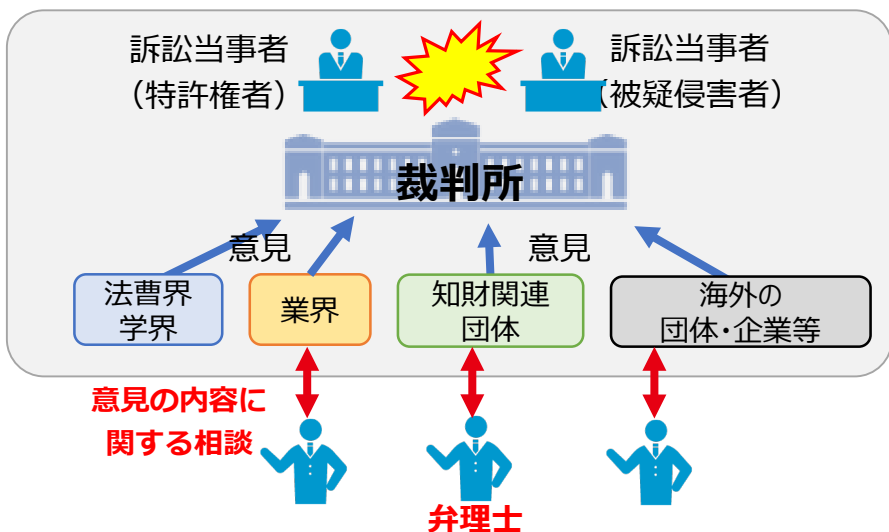 訴訟当事者
（特許権者）
訴訟当事者
（被疑侵害者）
裁判所
意見
意見
法曹界
学界
業界
知財関連
団体
海外の
団体・企業等
意見の内容に
関する相談
弁理士